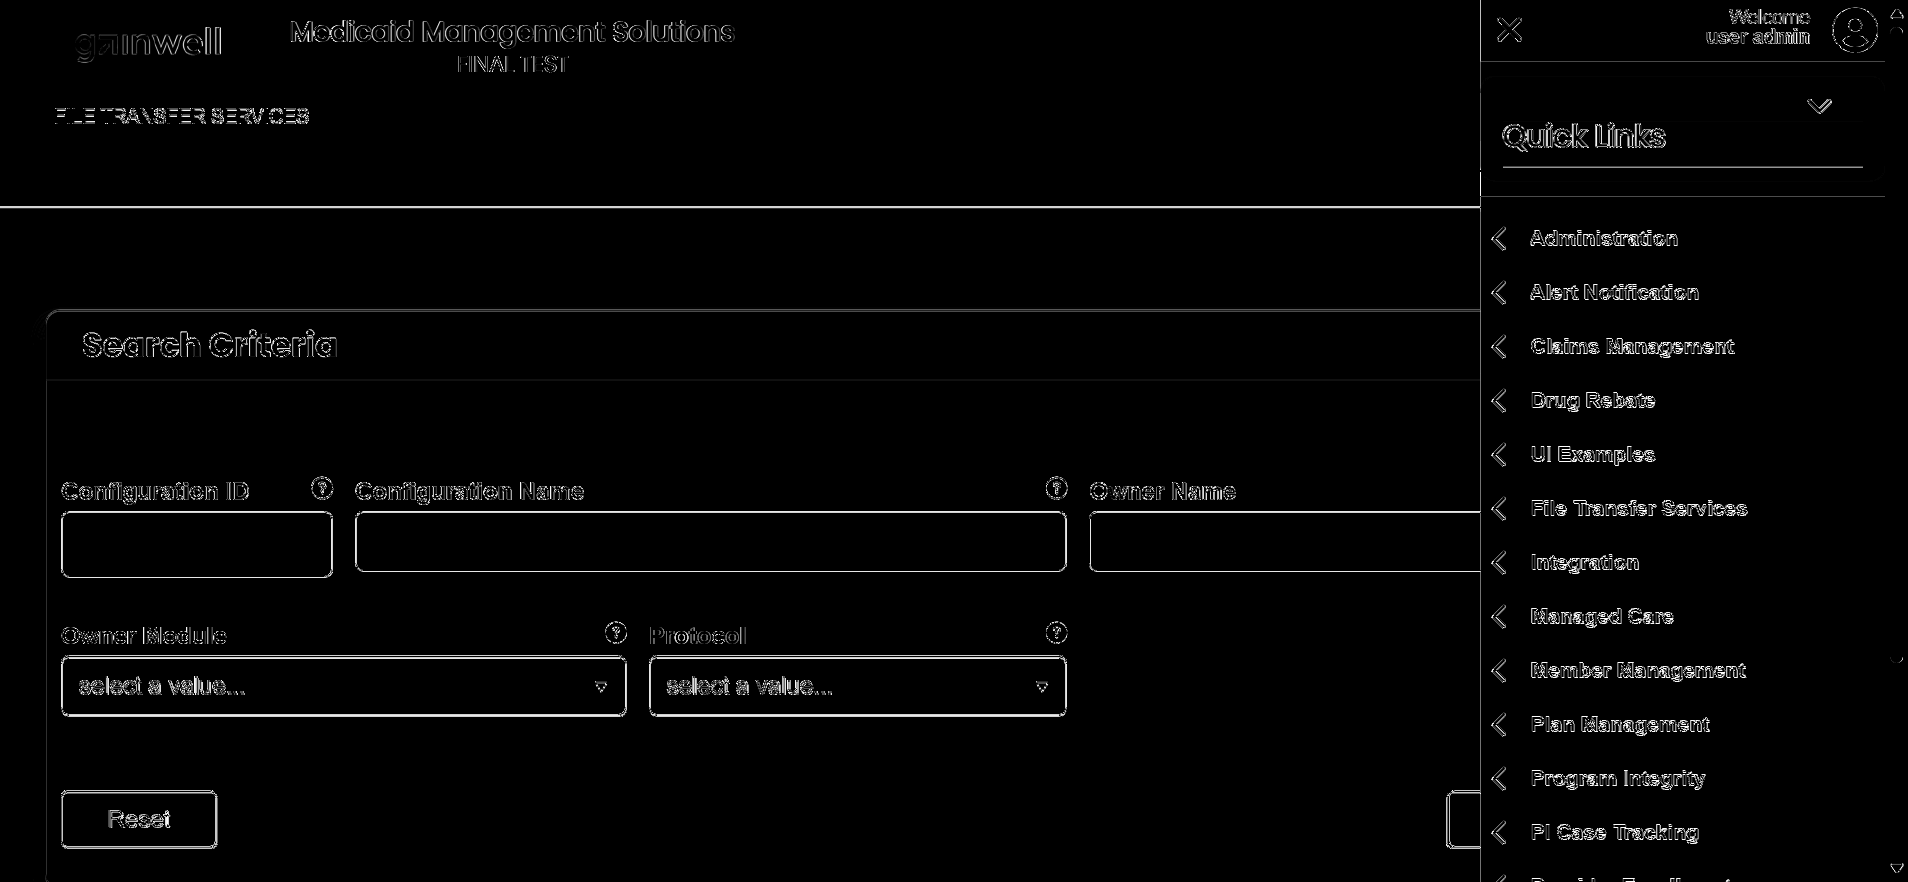 gainwell
Medicaid Management Solutions
FINAL TEST
FILE TRANSFER SERVICES
Welcome
user admin
Quick Links
Administration
Alert Notification
Claims Management
Drug Rebate
UI Examples
File Transfer Services
Integration
Managed Care
Member Management
Plan Management
Program Integrity
PI Case Tracking
Search Criteria
Configuration ID ?
Configuration Name ?
Owner Name
Owner Module ?
Protocol ?
select a value...
select a value...
Reset